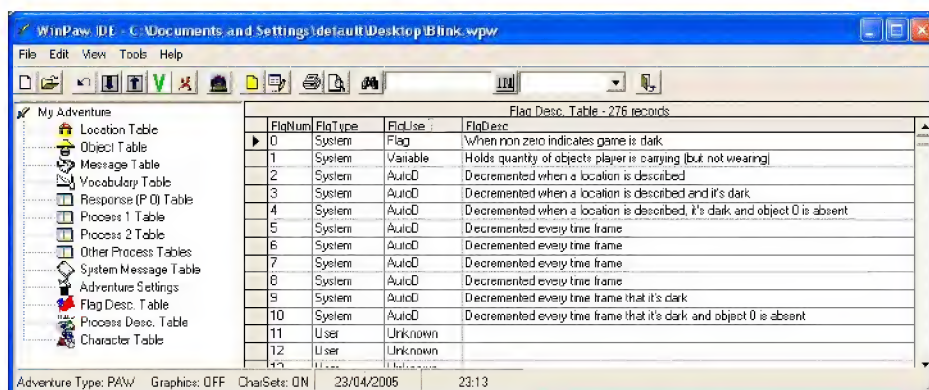 WinPaw IDE - C:\Documents and Settings\default\Desktop\Blink.wpw
File Edit View Tools Help
My Adventure
Location Table
Object Table
Message Table
Vocabulary Table
Response (P 0) Table
Process 1 Table
Process 2 Table
Other Process Tables
System Message Table
Adventure Settings
Flag Desc. Table
Process Desc. Table
Character Table
Flag Desc. Table - 276 records
FlgNum FlgType FlgUse FlgDesc
0 System Flag When non zero indicates game is dark
1 System Variable Holds quantity of objects player is carrying (but not wearing)
2 System AutoD Decremented when a location is described
3 System AutoD Decremented when a location is described and it's dark
4 System AutoD Decremented when a location is described, it's dark and object 0 is absent
5 System AutoD Decremented every time frame
6 System AutoD Decremented every time frame
7 System AutoD Decremented every time frame
8 System AutoD Decremented every time frame
9 System AutoD Decremented every time frame that it's dark
10 System AutoD Decremented every time frame that it's dark and object 0 is absent
11 User Unknown
12 User Unknown
Adventure Type: PAW Graphics: OFF CharSets: ON 23/04/2005 23:13